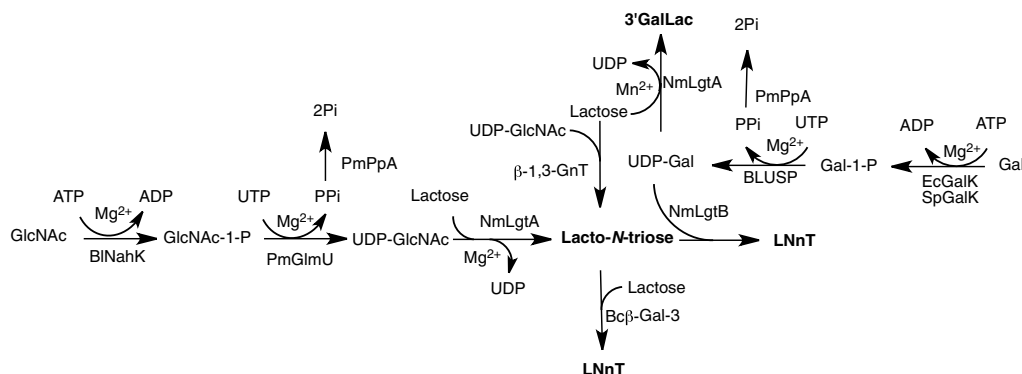 3'GalLac
2Pi
UDP
Mn2+
NmLgtA
Lactose
PmPpA
2Pi
UDP-GlcNAc
PPi
UTP
ADP
ATP
Mg2+
Mg2+
PmPpA
β-1,3-GnT
UDP-Gal
BLUSP
Gal-1-P
Gal
EcGalK
SpGalK
ATP
ADP
UTP
PPi
Lactose
NmLgtB
Mg2+
Mg2+
NmLgtA
GlcNAc
GlcNAc-1-P
UDP-GlcNAc
Lacto-N-triose
LNnT
BlNahK
PmGlmU
Mg2+
UDP
Lactose
Bcβ-Gal-3
LNnT